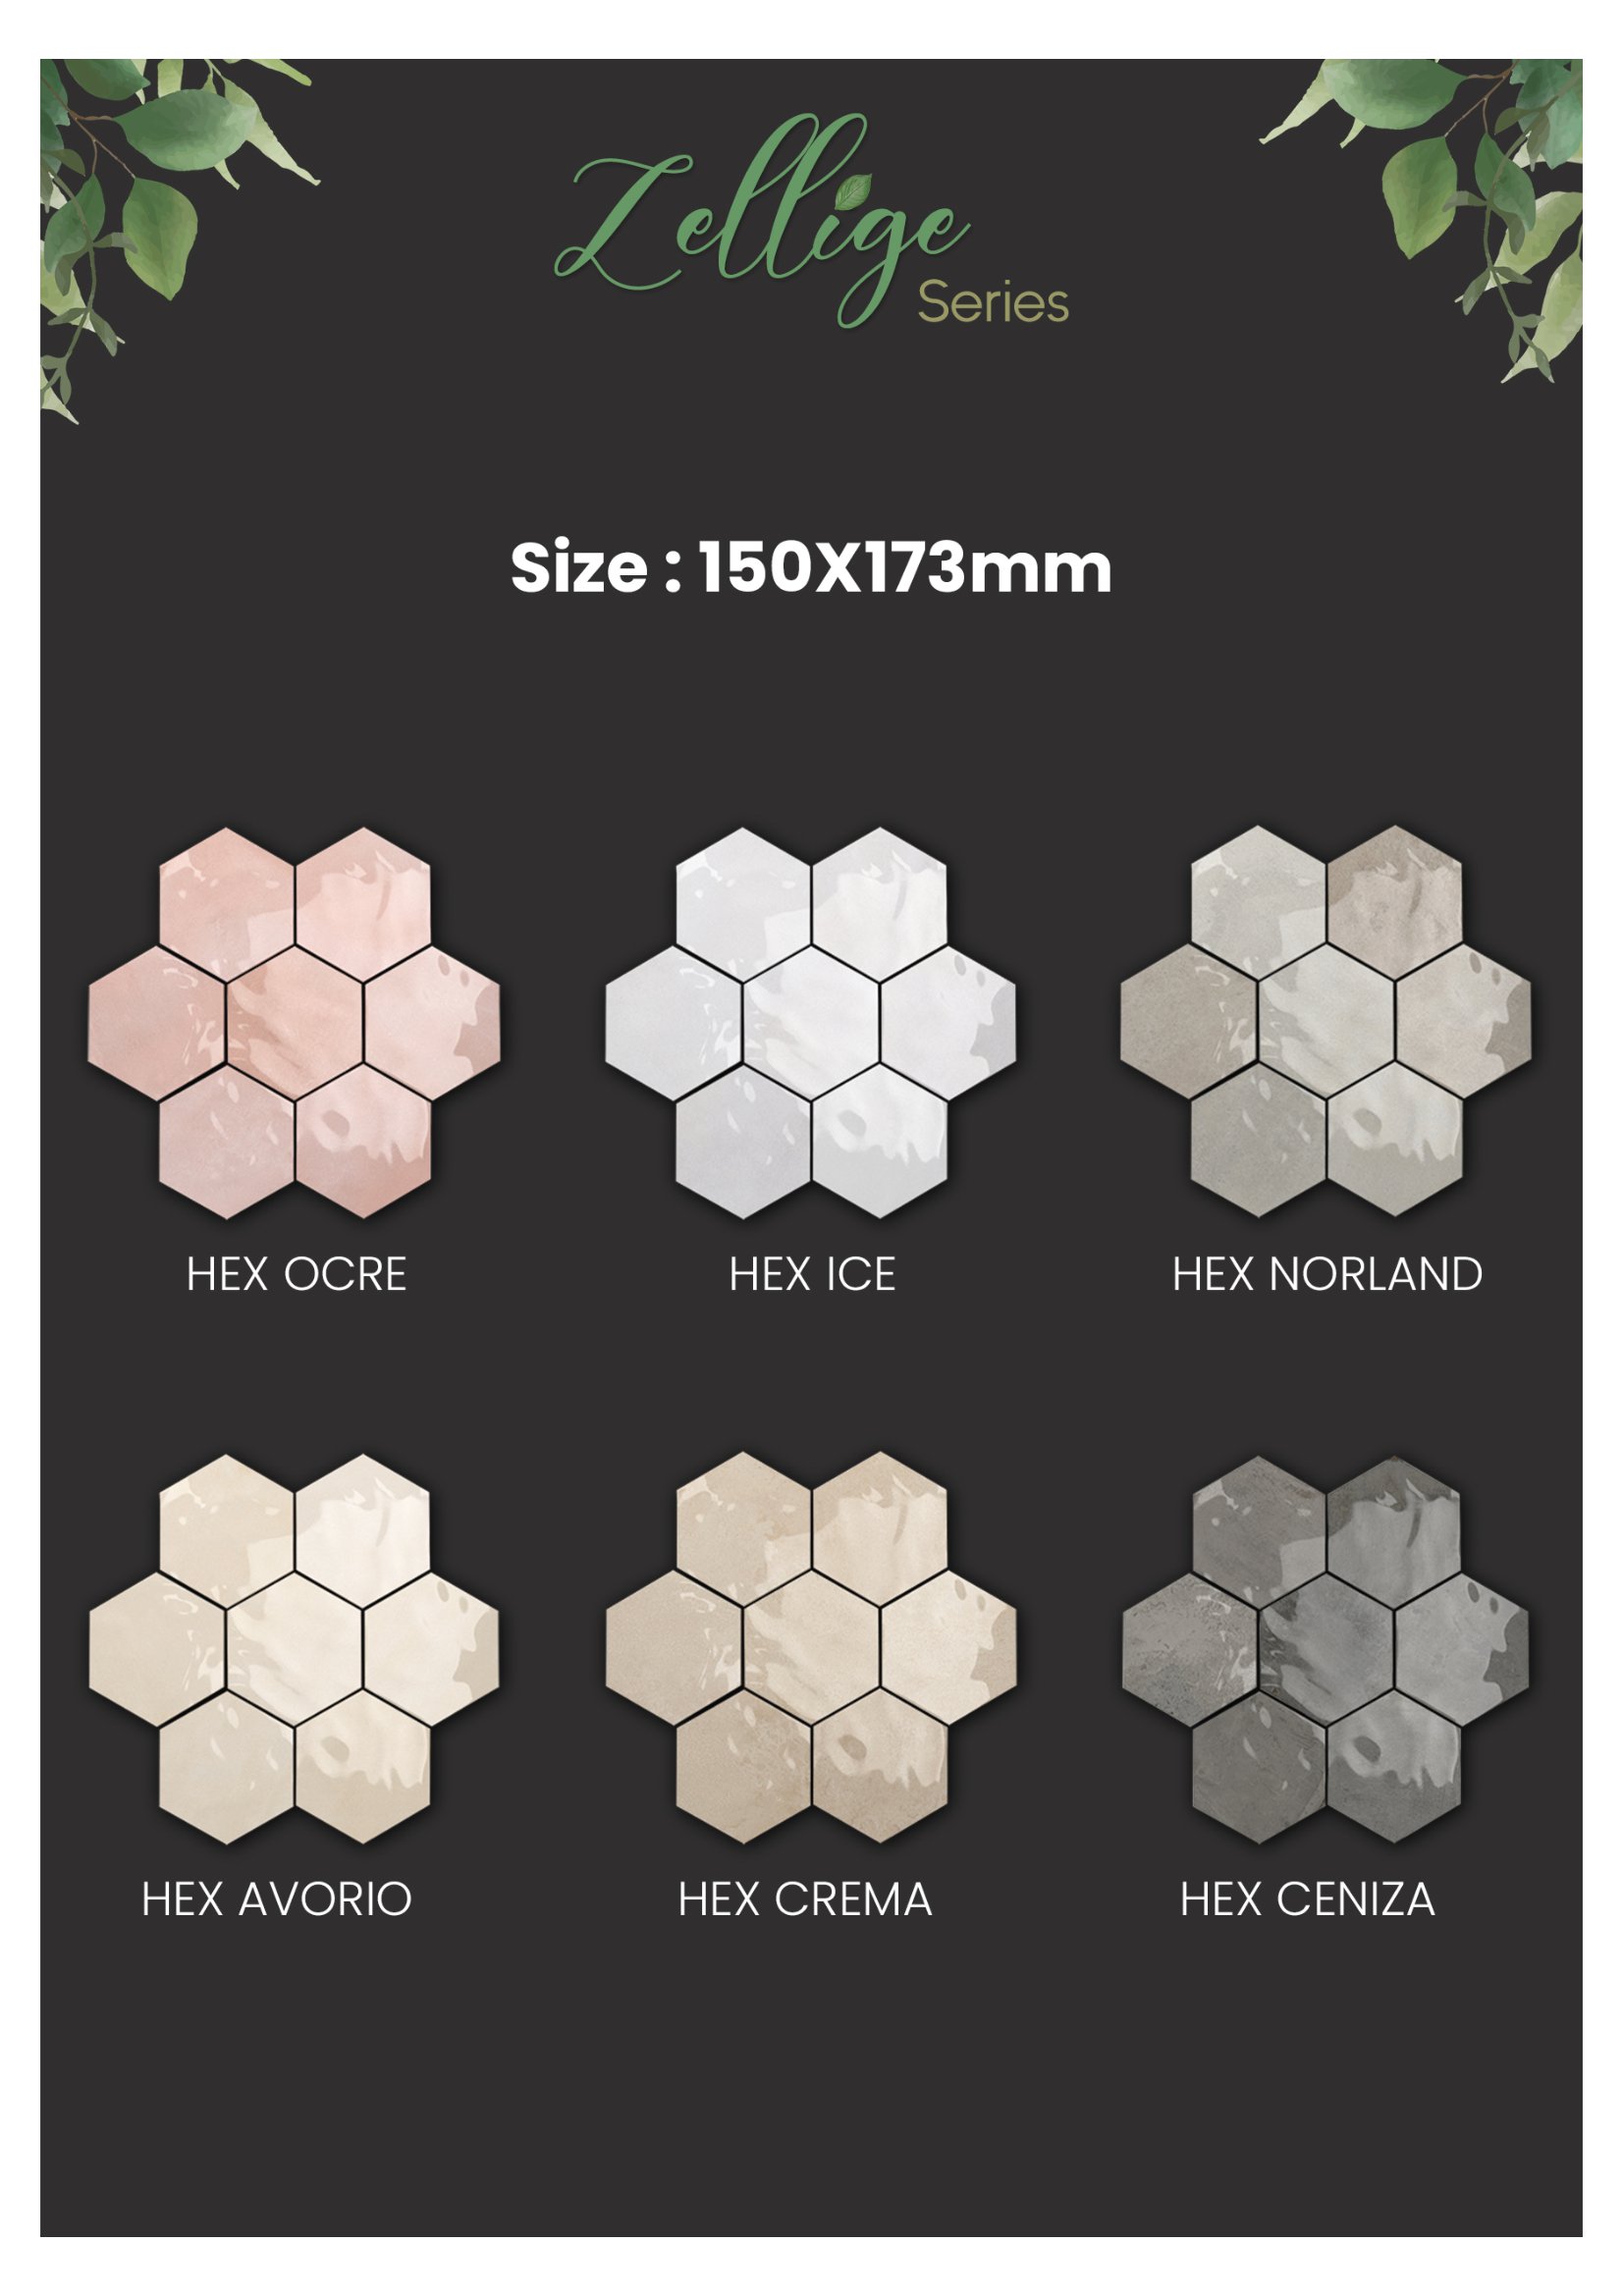 Zellige
Series
Size : 150X173mm
HEX OCRE
HEX ICE
HEX NORLAND
HEX AVORIO
HEX CREMA
HEX CENIZA